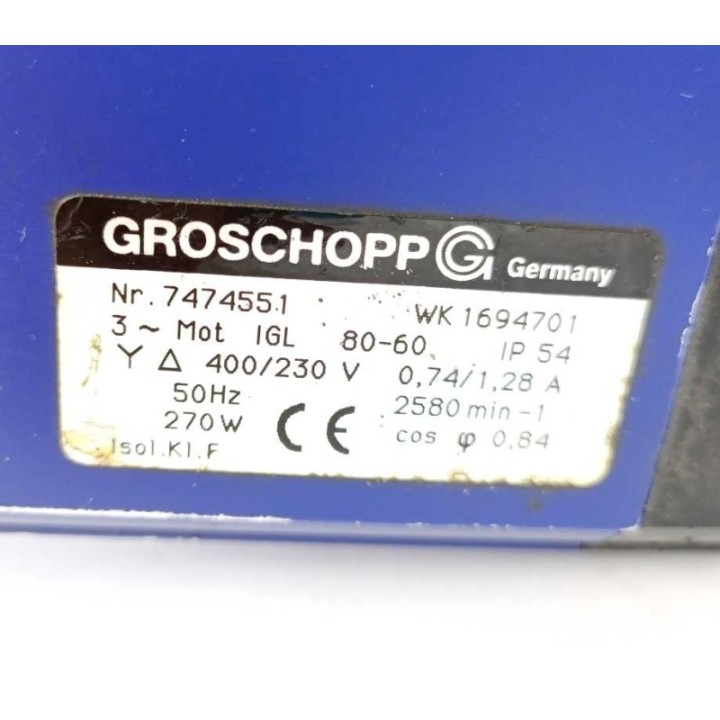 GROSCHOPP G Germany
Nr. 7474551 WK 1694701
3 ~ Mot IGL 80-60 IP 54
Y Δ 400/230 V 0,74/1,28 A
50Hz 2580 min-1
270W CE cos φ 0,84
Isol.Kl.F